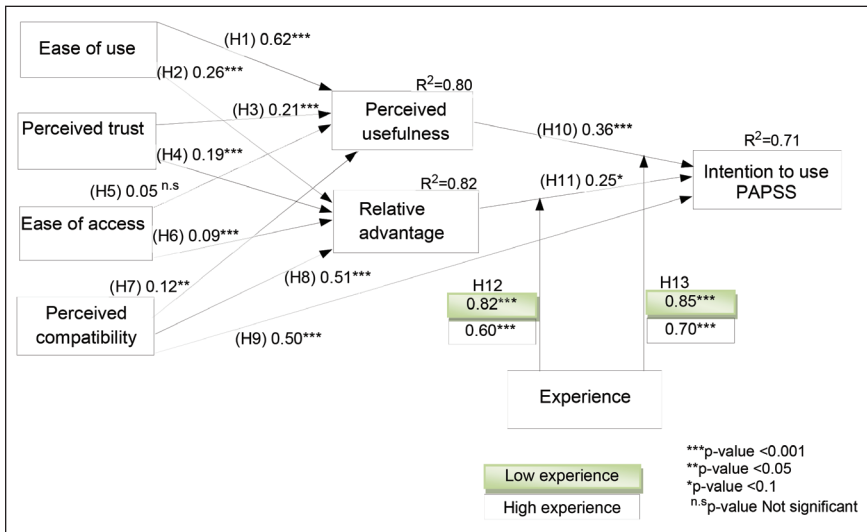 Ease of use
(H1) 0.62***
(H2) 0.26***
R²=0.80
Perceived
usefulness
Perceived trust
(H3) 0.21***
(H4) 0.19***
(H10) 0.36***
R²=0.71
Intention to use
PAPSS
(H5) 0.05 n.s
R²=0.82
(H11) 0.25*
Ease of access
(H6) 0.09***
Relative
advantage
(H7) 0.12**
(H8) 0.51***
Perceived
compatibility
(H9) 0.50***
H12
0.82***
0.60***
H13
0.85***
0.70***
Experience
Low experience
High experience
***p-value <0.001
**p-value <0.05
*p-value <0.1
n.s p-value Not significant